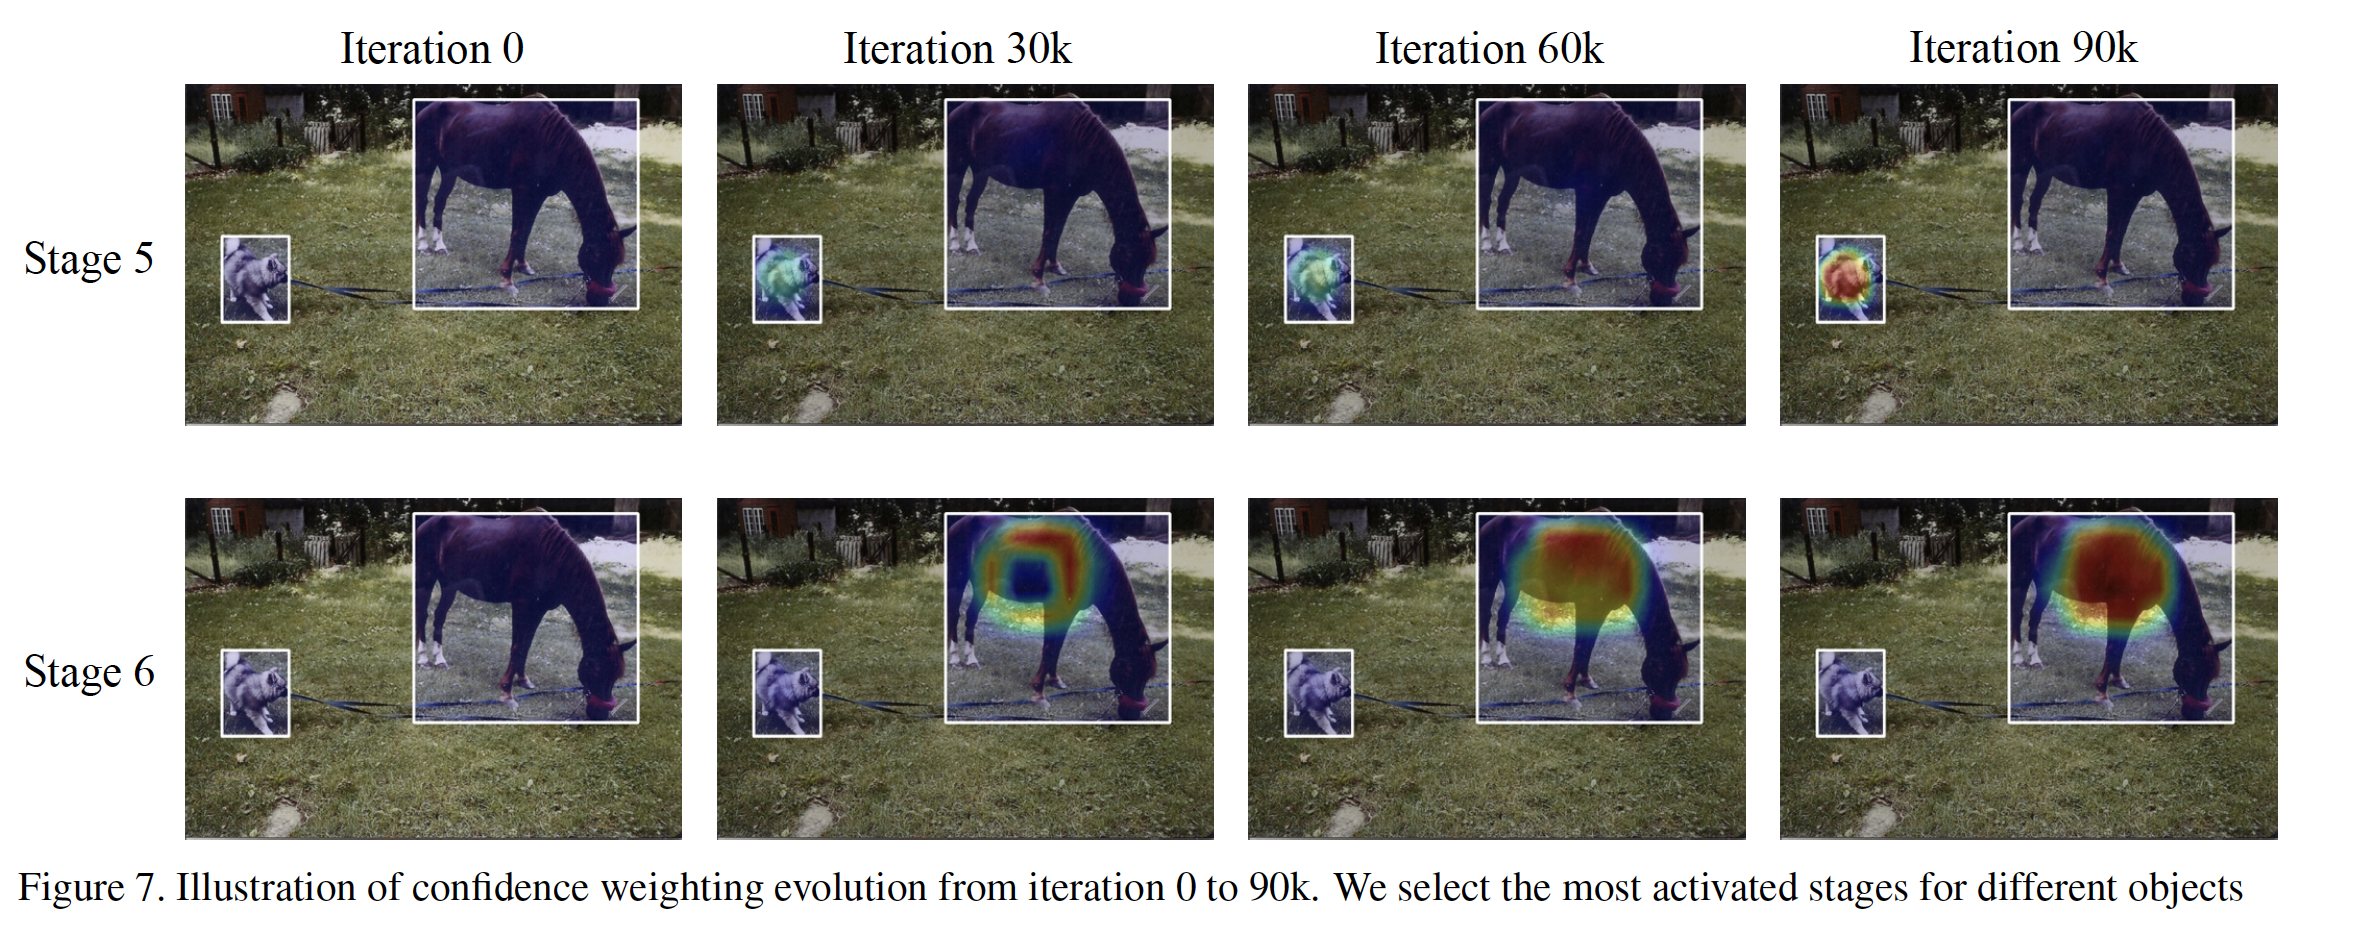 Iteration 0
Iteration 30k
Iteration 60k
Iteration 90k
Stage 5
Stage 6
Figure 7. Illustration of confidence weighting evolution from iteration 0 to 90k. We select the most activated stages for different objects